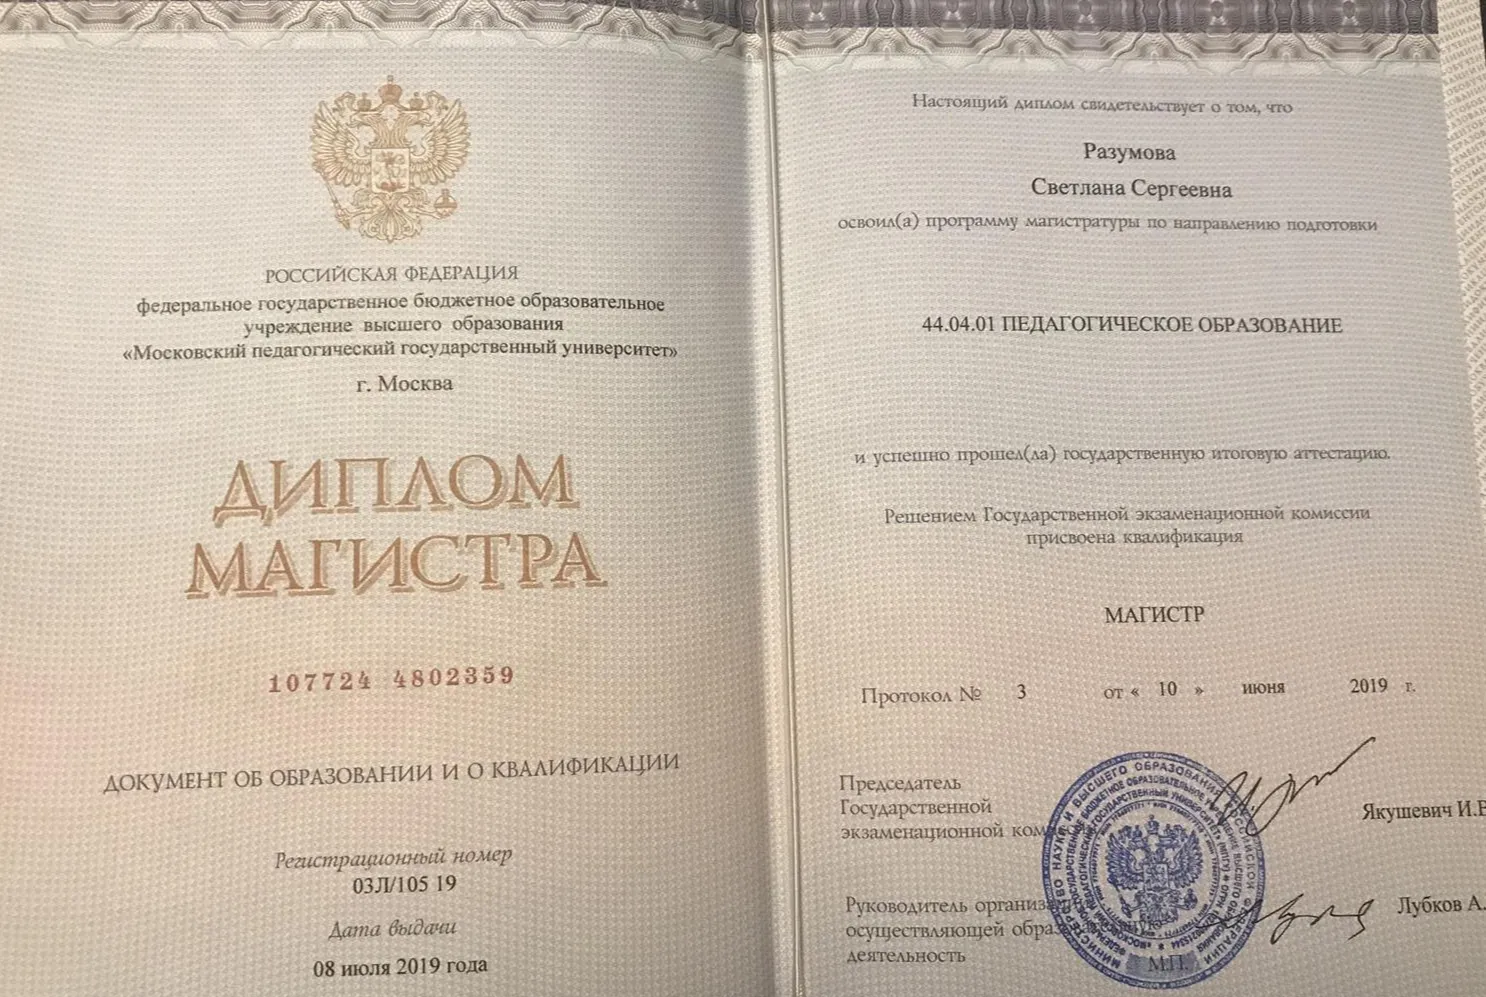 РОССИЙСКАЯ ФЕДЕРАЦИЯ
федеральное государственное бюджетное образовательное
учреждение высшего образования
«Московский педагогический государственный университет»
г. Москва
ДИПЛОМ
МАГИСТРА
107724 4802359
ДОКУМЕНТ ОБ ОБРАЗОВАНИИ И О КВАЛИФИКАЦИИ
Регистрационный номер
03Л/105 19
Дата выдачи
08 июля 2019 года
Настоящий диплом свидетельствует о том, что
Разумова
Светлана Сергеевна
освоил(а) программу магистратуры по направлению подготовки
44.04.01 ПЕДАГОГИЧЕСКОЕ ОБРАЗОВАНИЕ
и успешно прошел(ла) государственную итоговую аттестацию.
Решением Государственной экзаменационной комиссии
присвоена квалификация
МАГИСТР
Протокол № 3 от « 10 » июня 2019 г.
Председатель
Государственной
экзаменационной ком
Якушевич И.В
Руководитель организа
осуществляющей обра
деятельность
Лубков А.
М.П.